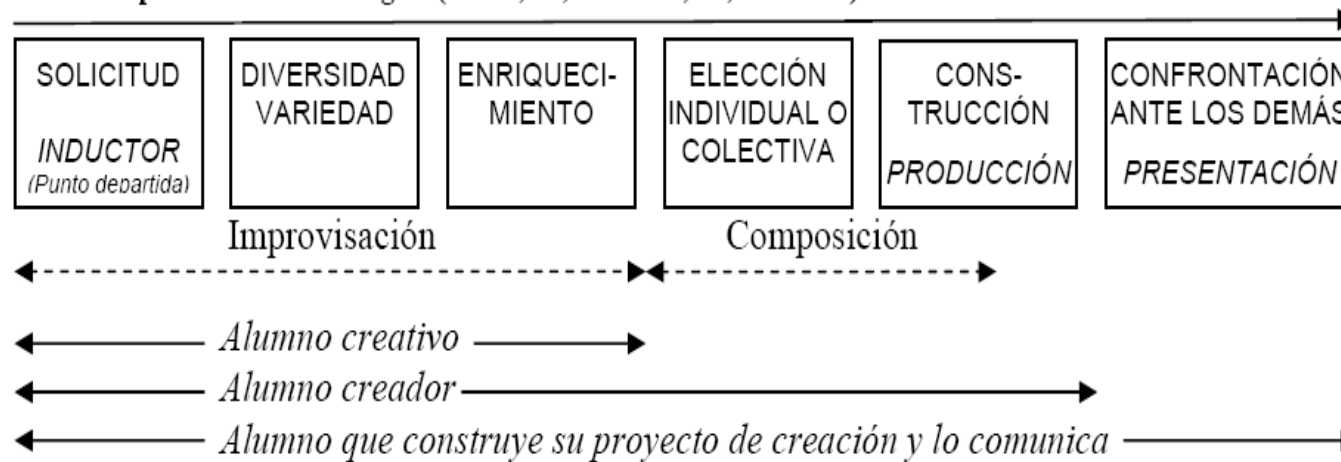 SOLICITUD
INDUCTOR
(Punto departida)
DIVERSIDAD
VARIEDAD
ENRIQUECI-
MIENTO
ELECCIÓN
INDIVIDUAL O
COLECTIVA
CONS-
TRUCCIÓN
PRODUCCIÓN
CONFRONTACIÓN
ANTE LOS DEMÁS
PRESENTACIÓN
Improvisación
Composición
Alumno creativo
Alumno creador
Alumno que construye su proyecto de creación y lo comunica